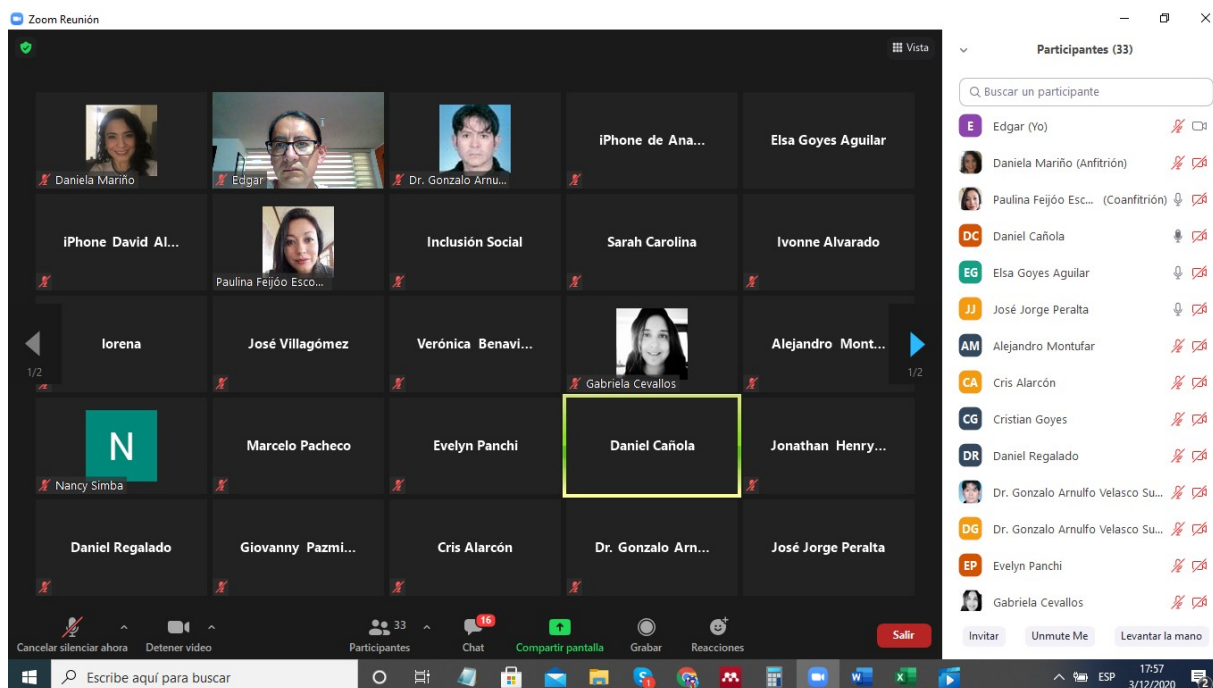 Zoom Reunión
Vista
Daniela Mariño
Edgar
Dr. Gonzalo Arnu...
iPhone de Ana...
Elsa Goyes Aguilar
iPhone David Al...
Paulina Feijóo Esco...
Inclusión Social
Sarah Carolina
Ivonne Alvarado
1/2
lorena
José Villagómez
Verónica Benavi...
Gabriela Cevallos
Alejandro Mont...
1/2
N
Nancy Simba
Marcelo Pacheco
Evelyn Panchi
Daniel Cañola
Jonathan Henry...
Daniel Regalado
Giovanny Pazmi...
Cris Alarcón
Dr. Gonzalo Arn...
José Jorge Peralta
Cancelar silenciar ahora
Detener video
33
Participantes
16
Chat
Compartir pantalla
Grabar
Reacciones
Salir
Participantes (33)
Buscar un participante
E Edgar (Yo)
Daniela Mariño (Anfitrión)
Paulina Feijóo Esc... (Coanfitrión)
DC Daniel Cañola
EG Elsa Goyes Aguilar
JJ José Jorge Peralta
AM Alejandro Montufar
CA Cris Alarcón
CG Cristian Goyes
DR Daniel Regalado
Dr. Gonzalo Arnulfo Velasco Su...
DG Dr. Gonzalo Arnulfo Velasco Su...
EP Evelyn Panchi
Gabriela Cevallos
Invitar
Unmute Me
Levantar la mano
Escribe aquí para buscar
ESP
17:57
3/12/2020